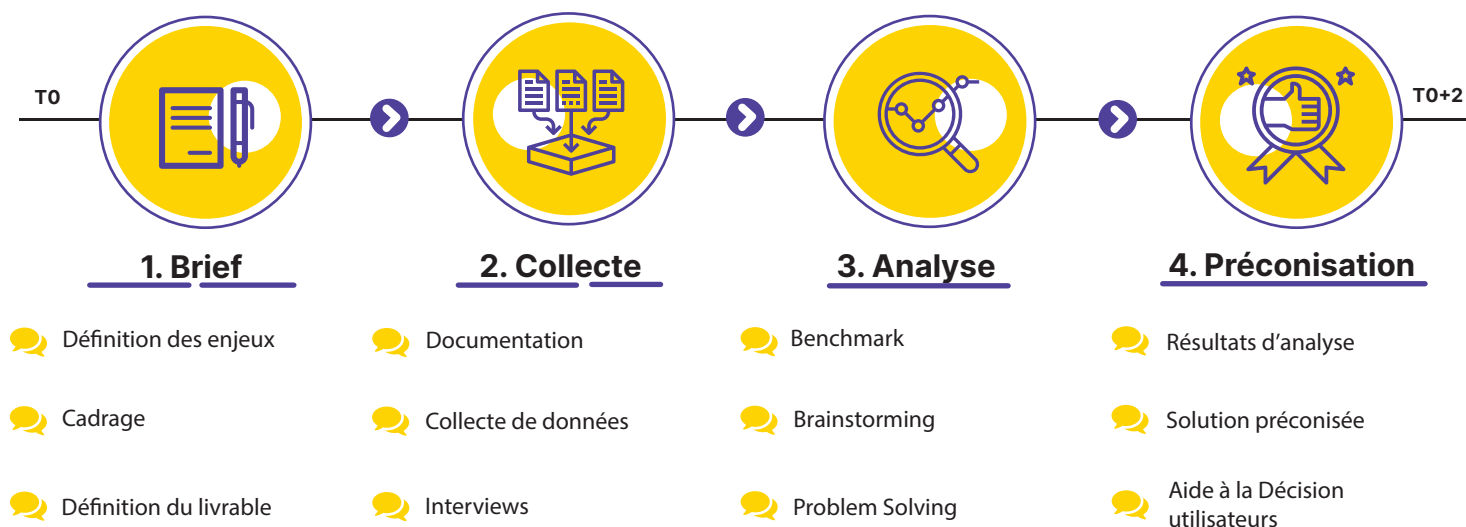 T0
T0+2
1. Brief
Définition des enjeux
Cadrage
Définition du livrable
2. Collecte
Documentation
Collecte de données
Interviews
3. Analyse
Benchmark
Brainstorming
Problem Solving
4. Préconisation
Résultats d’analyse
Solution préconisée
Aide à la Décision
utilisateurs